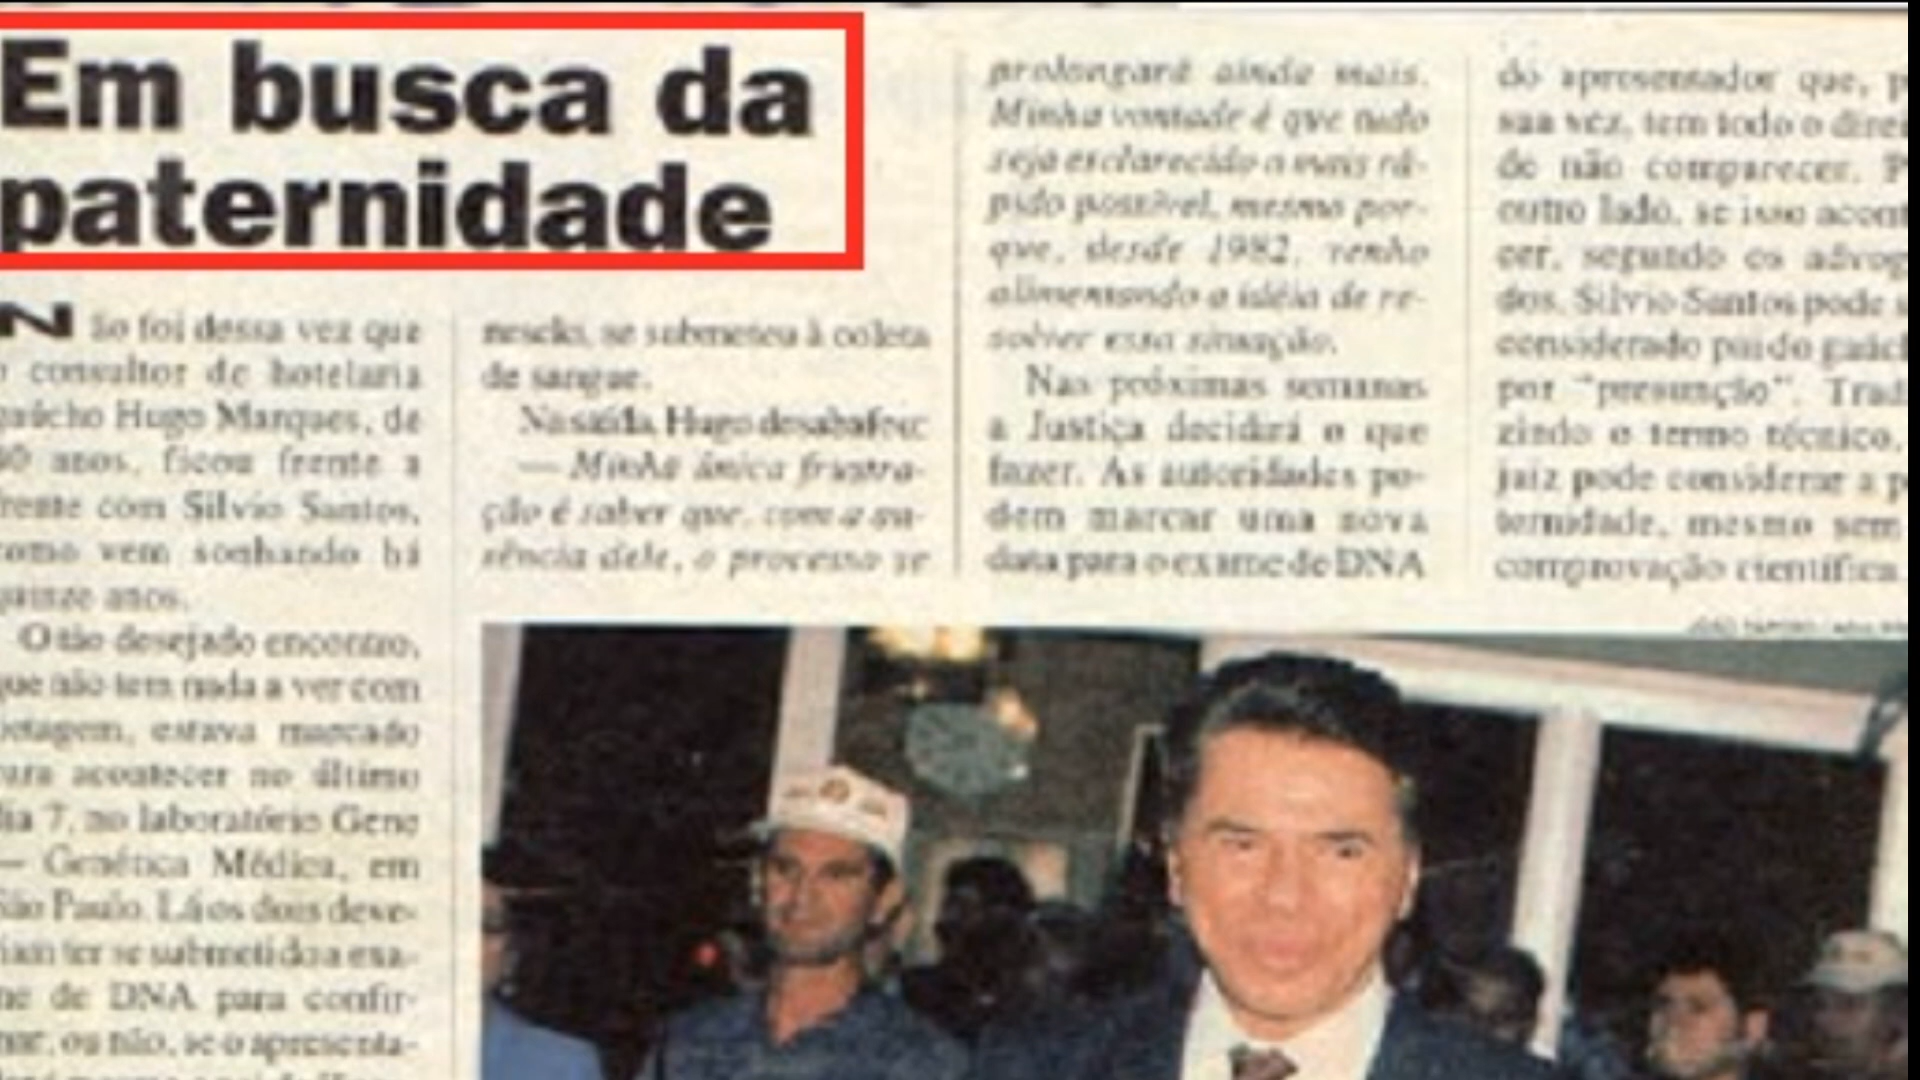 Em busca da
paternidade
Não foi dessa vez que
consultor de hotelaria
gaúcho Hugo Marques, de
anos, ficou frente a
frente com Silvio Santos,
como vem sonhando há
quinze anos.
O tão desejado encontro,
que não tem nada a ver com
estava marcado
para acontecer no último
dia 7, no laboratório Gene
— Genética Médica, em
São Paulo. Lá os dois deve-
riam ter se submetido a exa-
me de DNA para confir-
mar, ou não, se o apresenta-
se submeteu à coleta
de sangue.
Na saída, Hugo desabafou:
— Minha única frustra-
ção é saber que, com a au-
sência dele, o processo se
prolongará ainda mais.
Minha vontade é que tudo
seja esclarecido o mais rá-
pido possível, mesmo por-
que, desde 1982, venho
alimentando a idéia de re-
solver essa situação.
Nas próximas semanas
a Justiça decidirá o que
fazer. As autoridades po-
dem marcar uma nova
data para o exame de DNA
do apresentador que, p
sua vez, tem todo o direi
de não comparecer. P
outro lado, se isso acont
cer, segundo os advog
dos, Silvio Santos pode s
considerado pai do gaúch
por "presunção". Trad
zindo o termo técnico,
juiz pode considerar a p
ternidade, mesmo sem
comprovação científica.